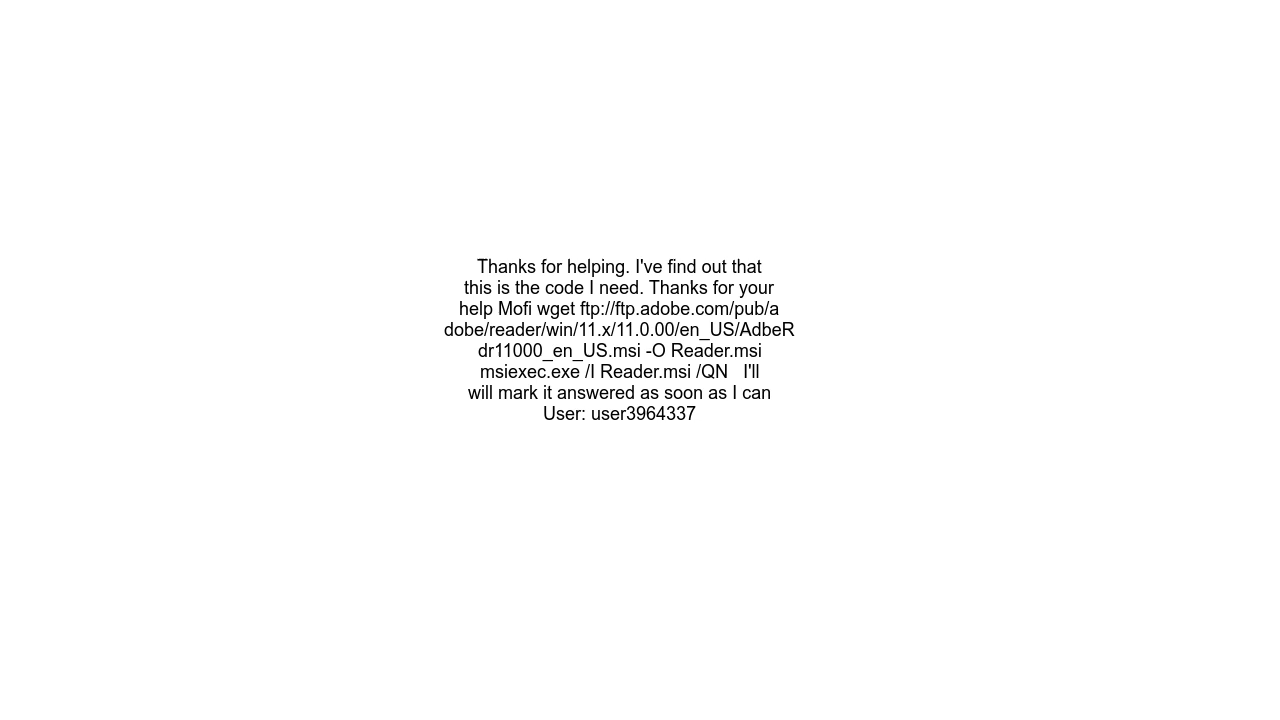 Thanks for helping. I've find out that
this is the code I need. Thanks for your
help Mofi wget ftp://ftp.adobe.com/pub/a
dobe/reader/win/11.x/11.0.00/en_US/AdbeR
dr11000_en_US.msi -O Reader.msi
msiexec.exe /I Reader.msi /QN   I'll
will mark it answered as soon as I can
User: user3964337